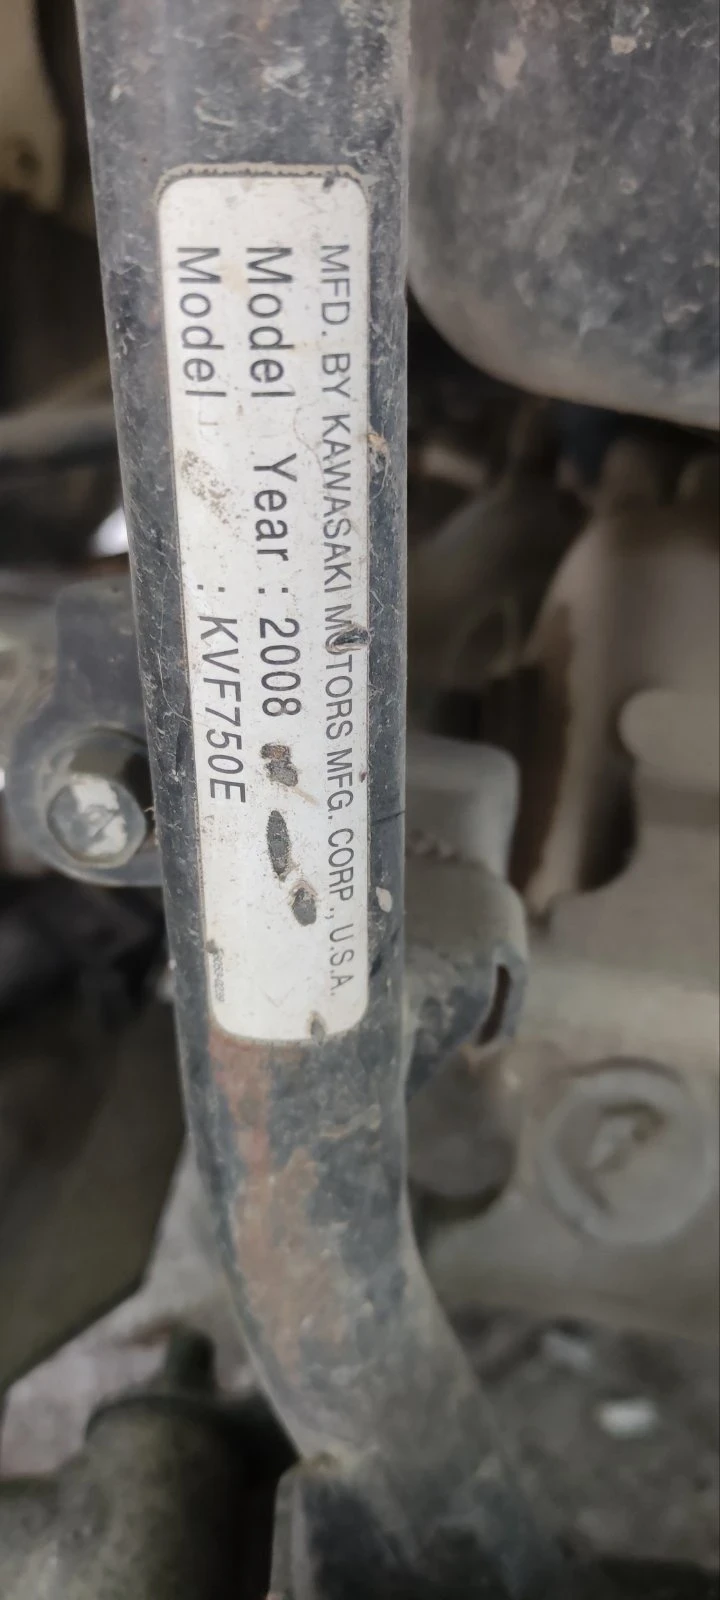 MFD. BY KAWASAKI MOTORS MFG. CORP., U.S.A.
Model Year : 2008
Model : KVF750E